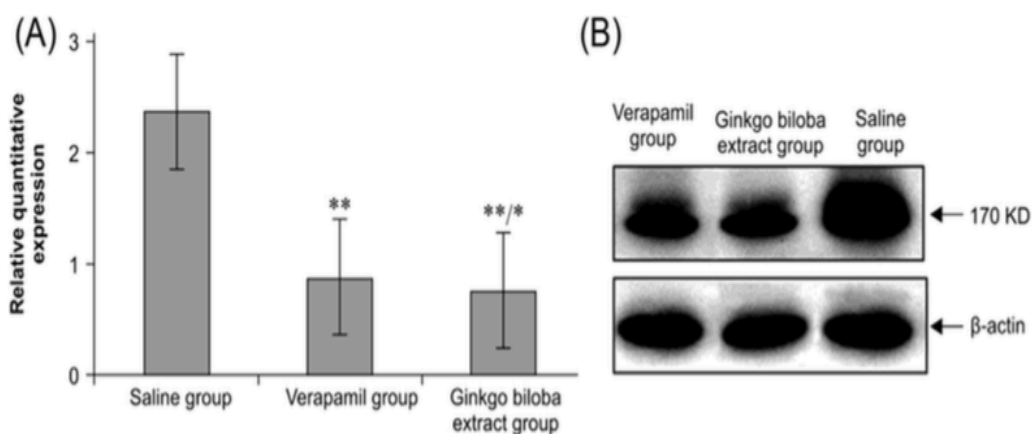 (A)
Relative quantitative
expression
3
2
1
0
**
**/*
Saline group
Verapamil group
Ginkgo biloba
extract group
(B)
Verapamil
group
Ginkgo biloba
extract group
Saline
group
170 KD
β-actin